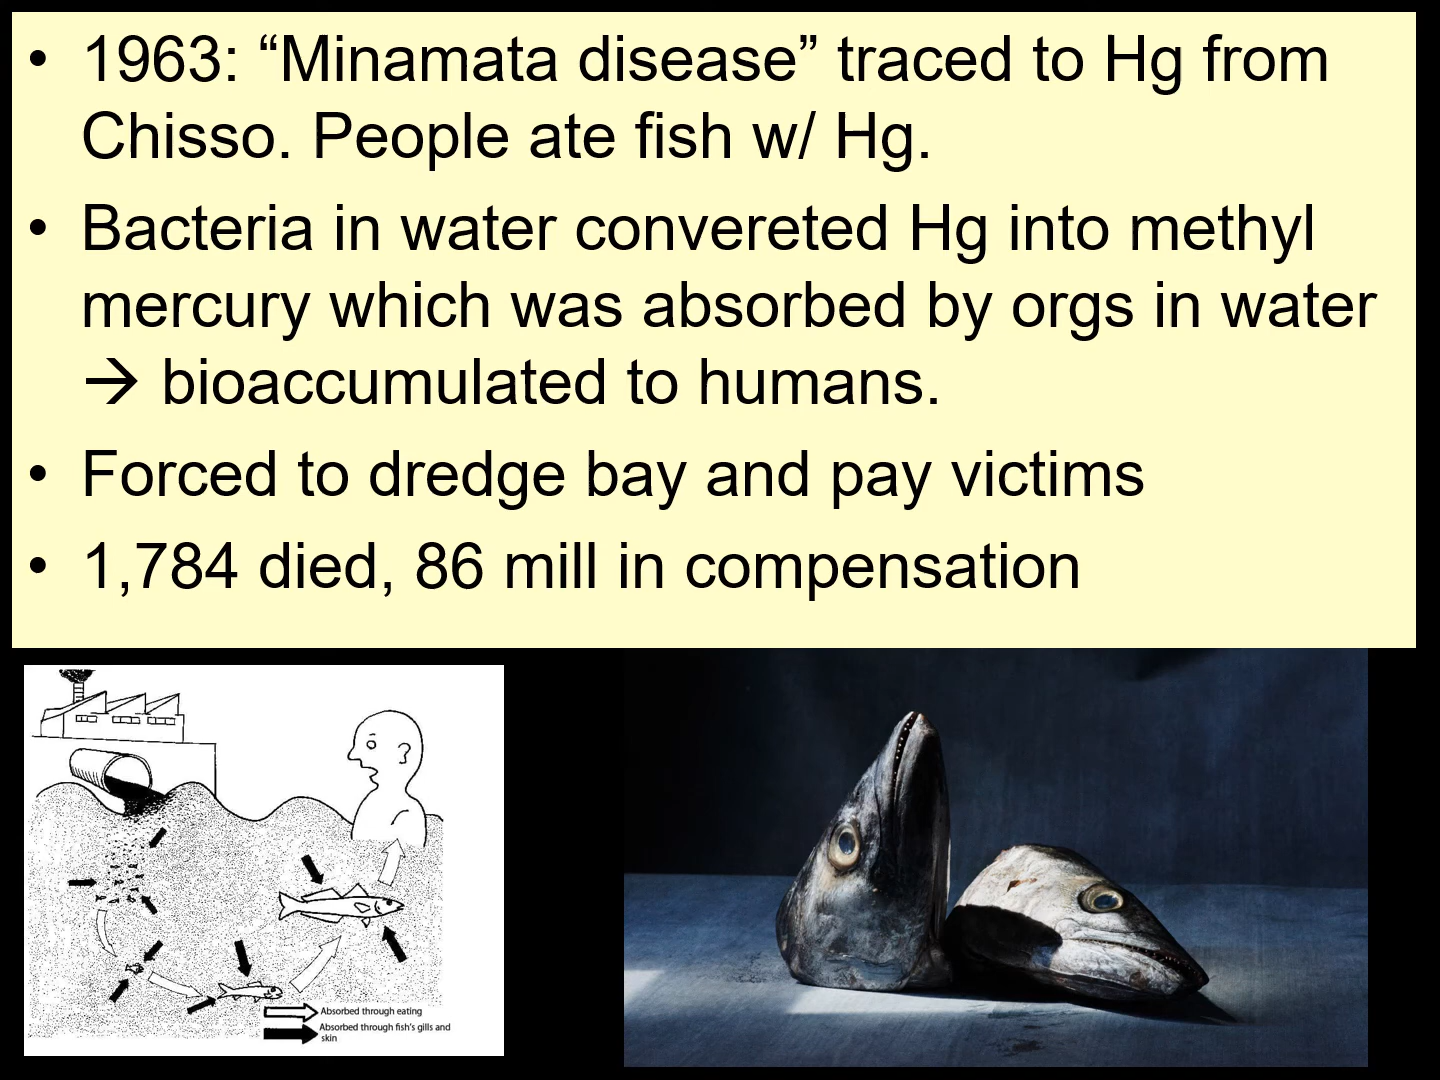 • 1963: “Minamata disease” traced to Hg from
Chisso. People ate fish w/ Hg.
• Bacteria in water convereted Hg into methyl
mercury which was absorbed by orgs in water
→ bioaccumulated to humans.
• Forced to dredge bay and pay victims
• 1,784 died, 86 mill in compensation
Absorbed through eating
Absorbed through fish's gills and
skin